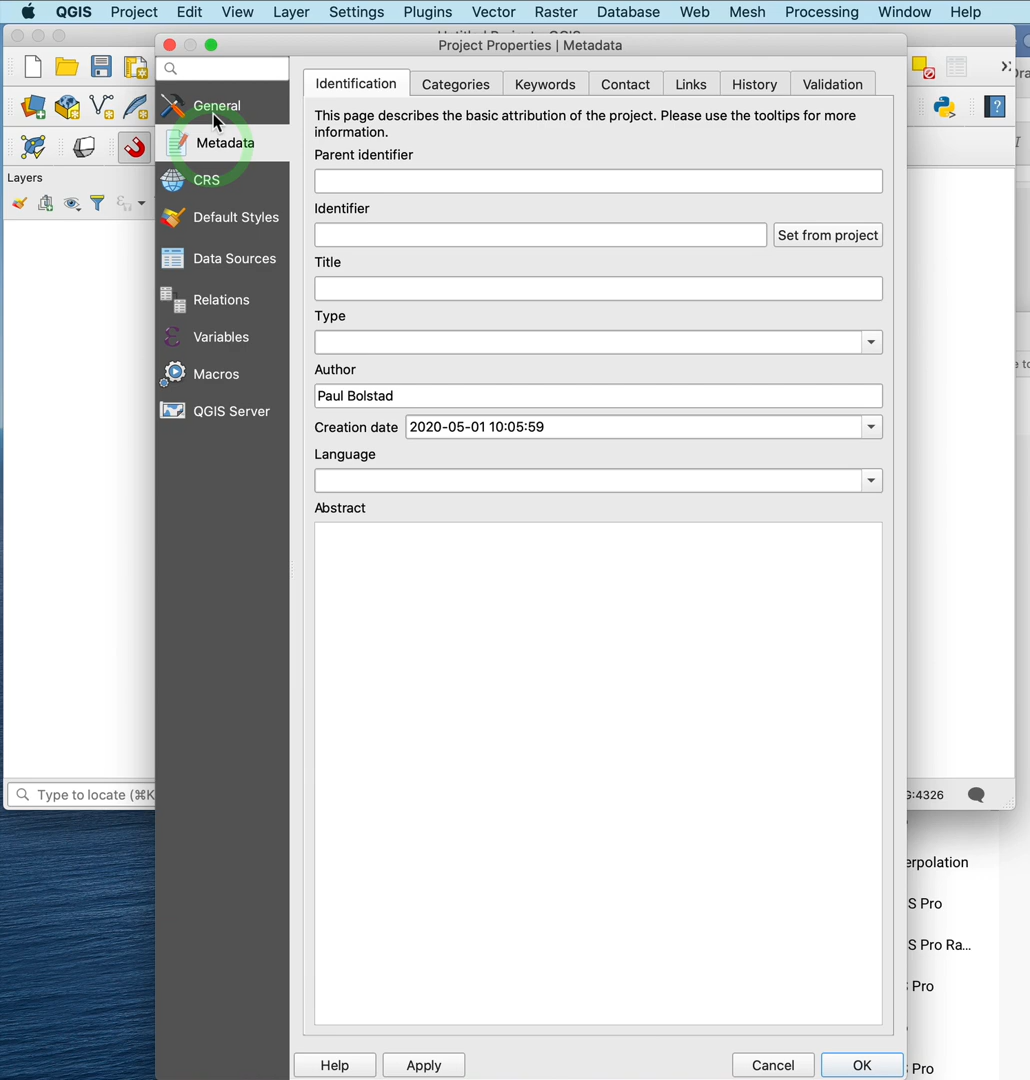 QGIS Project Edit View Layer Settings Plugins Vector Raster Database Web Mesh Processing Window Help
Project Properties | Metadata
Layers
General
Metadata
CRS
Default Styles
Data Sources
Relations
Variables
Macros
QGIS Server
Identification Categories Keywords Contact Links History Validation
This page describes the basic attribution of the project. Please use the tooltips for more
information.
Parent identifier
Identifier
Set from project
Title
Type
Author
Paul Bolstad
Creation date 2020-05-01 10:05:59
Language
Abstract
Type to locate (⌘K
G:4326
erpolation
S Pro
S Pro Ra...
Pro
Pro
Help Apply Cancel OK